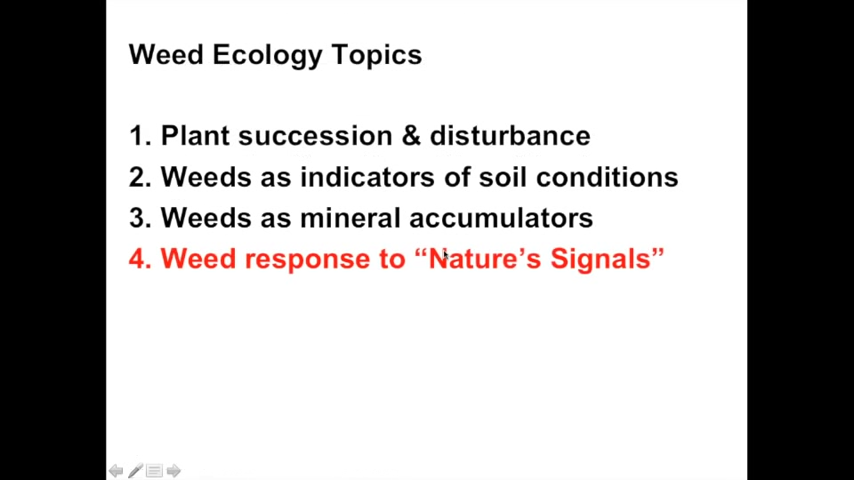 Weed Ecology Topics
1. Plant succession & disturbance
2. Weeds as indicators of soil conditions
3. Weeds as mineral accumulators
4. Weed response to “Nature’s Signals”